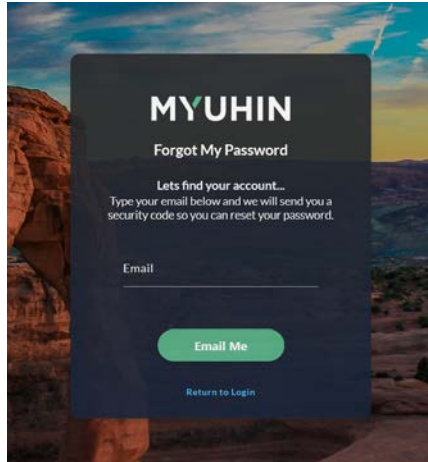 MYUHIN
Forgot My Password
Lets find your account...
Type your email below and we will send you a
security code so you can reset your password.
Email
Email Me
Return to Login